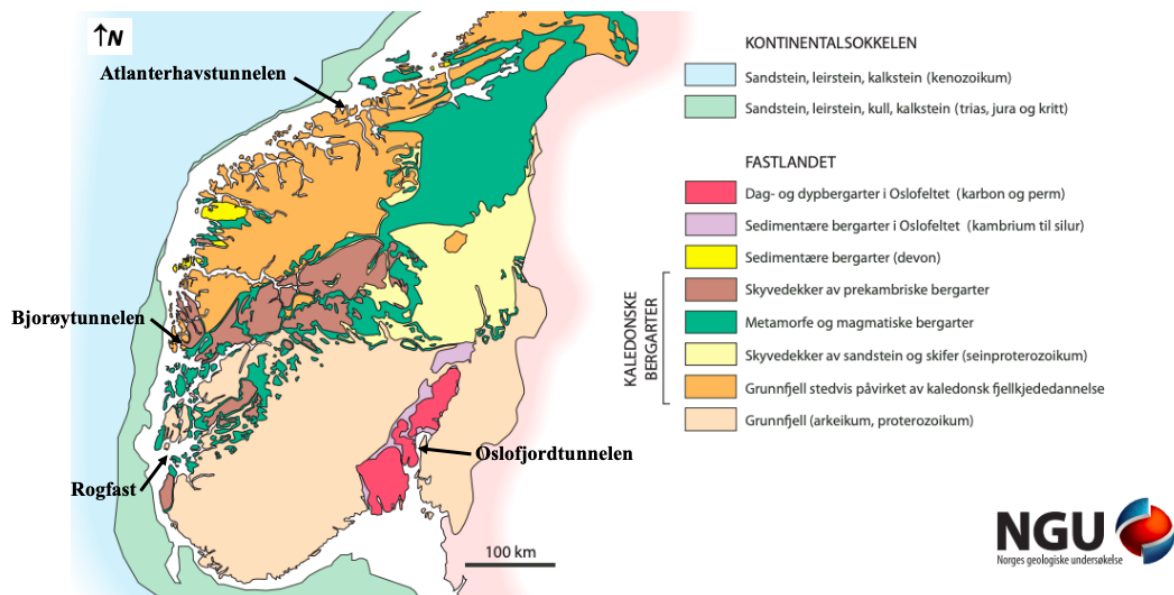 ↑N
Atlanterhavstunnelen
Bjorøytunnelen
Rogfast
Oslofjordtunnelen
100 km
KONTINENTALSOKKELEN
Sandstein, leirstein, kalkstein (kenozoikum)
Sandstein, leirstein, kull, kalkstein (trias, jura og kritt)
FASTLANDET
Dag- og dypbergarter i Oslofeltet (karbon og perm)
Sedimentære bergarter i Oslofeltet (kambrium til silur)
Sedimentære bergarter (devon)
KALEDONSKE
BERGARTER
Skyvedekker av prekambriske bergarter
Metamorfe og magmatiske bergarter
Skyvedekker av sandstein og skifer (seinproterozoikum)
Grunnfjell stedvis påvirket av kaledonsk fjellkjededannelse
Grunnfjell (arkeikum, proterozoikum)
NGU
Norges geologiske undersøkelse